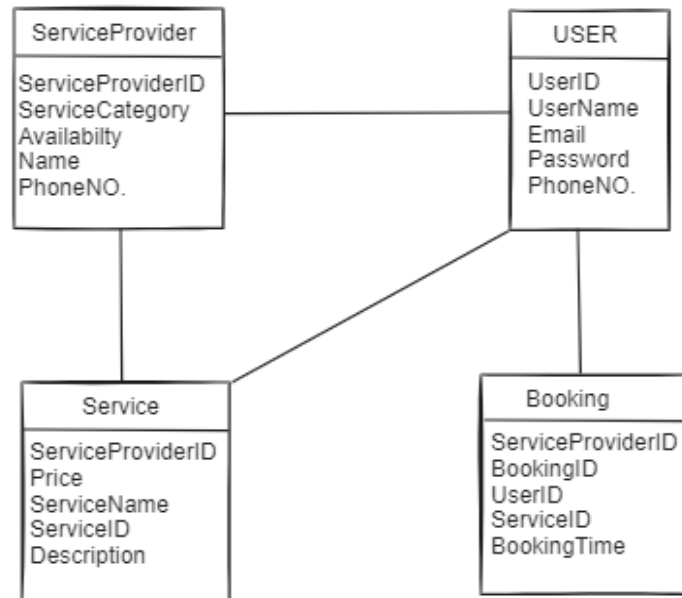 ServiceProvider
ServiceProviderID
ServiceCategory
Availabilty
Name
PhoneNO.
USER
UserID
UserName
Email
Password
PhoneNO.
Service
ServiceProviderID
Price
ServiceName
ServiceID
Description
Booking
ServiceProviderID
BookingID
UserID
ServiceID
BookingTime